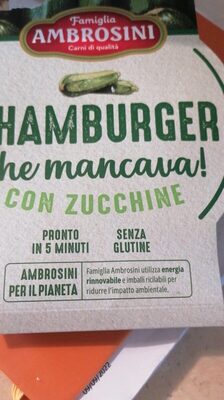 Famiglia
AMBROSINI
Carni di qualità
HAMBURGER
he mancava!
CON ZUCCHINE
PRONTO
IN 5 MINUTI
SENZA
GLUTINE
AMBROSINI
PER IL PIANETA
Famiglia Ambrosini utilizza energia
rinnovabile e imballi riciclabili per
ridurre l'impatto ambientale.